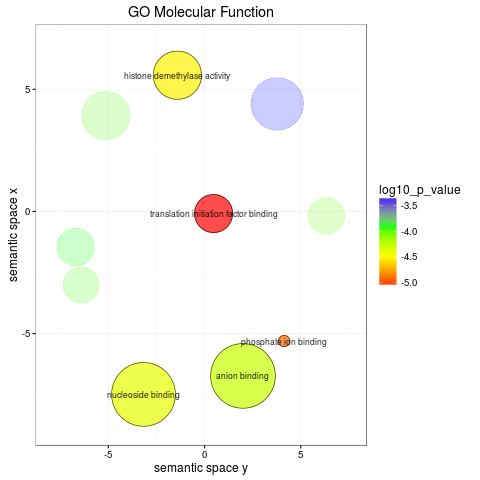 GO Molecular Function
histone demethylase activity
translation initiation factor binding
phosphate ion binding
anion binding
nucleoside binding
5
0
-5
-5
0
5
semantic space x
semantic space y
log10_p_value
-3.5
-4.0
-4.5
-5.0